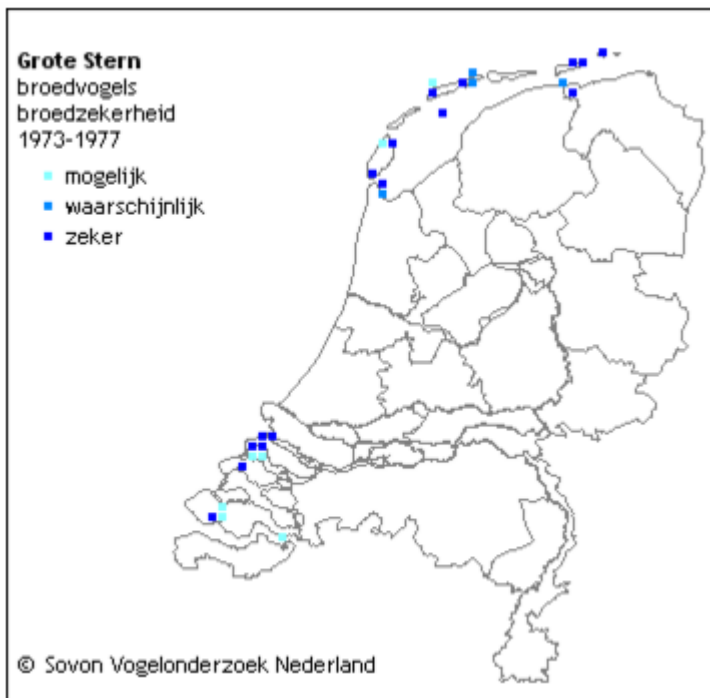 Grote Stern
broedvogels
broedzekerheid
1973-1977
mogelijk
waarschijnlijk
zeker
© Sovon Vogelonderzoek Nederland